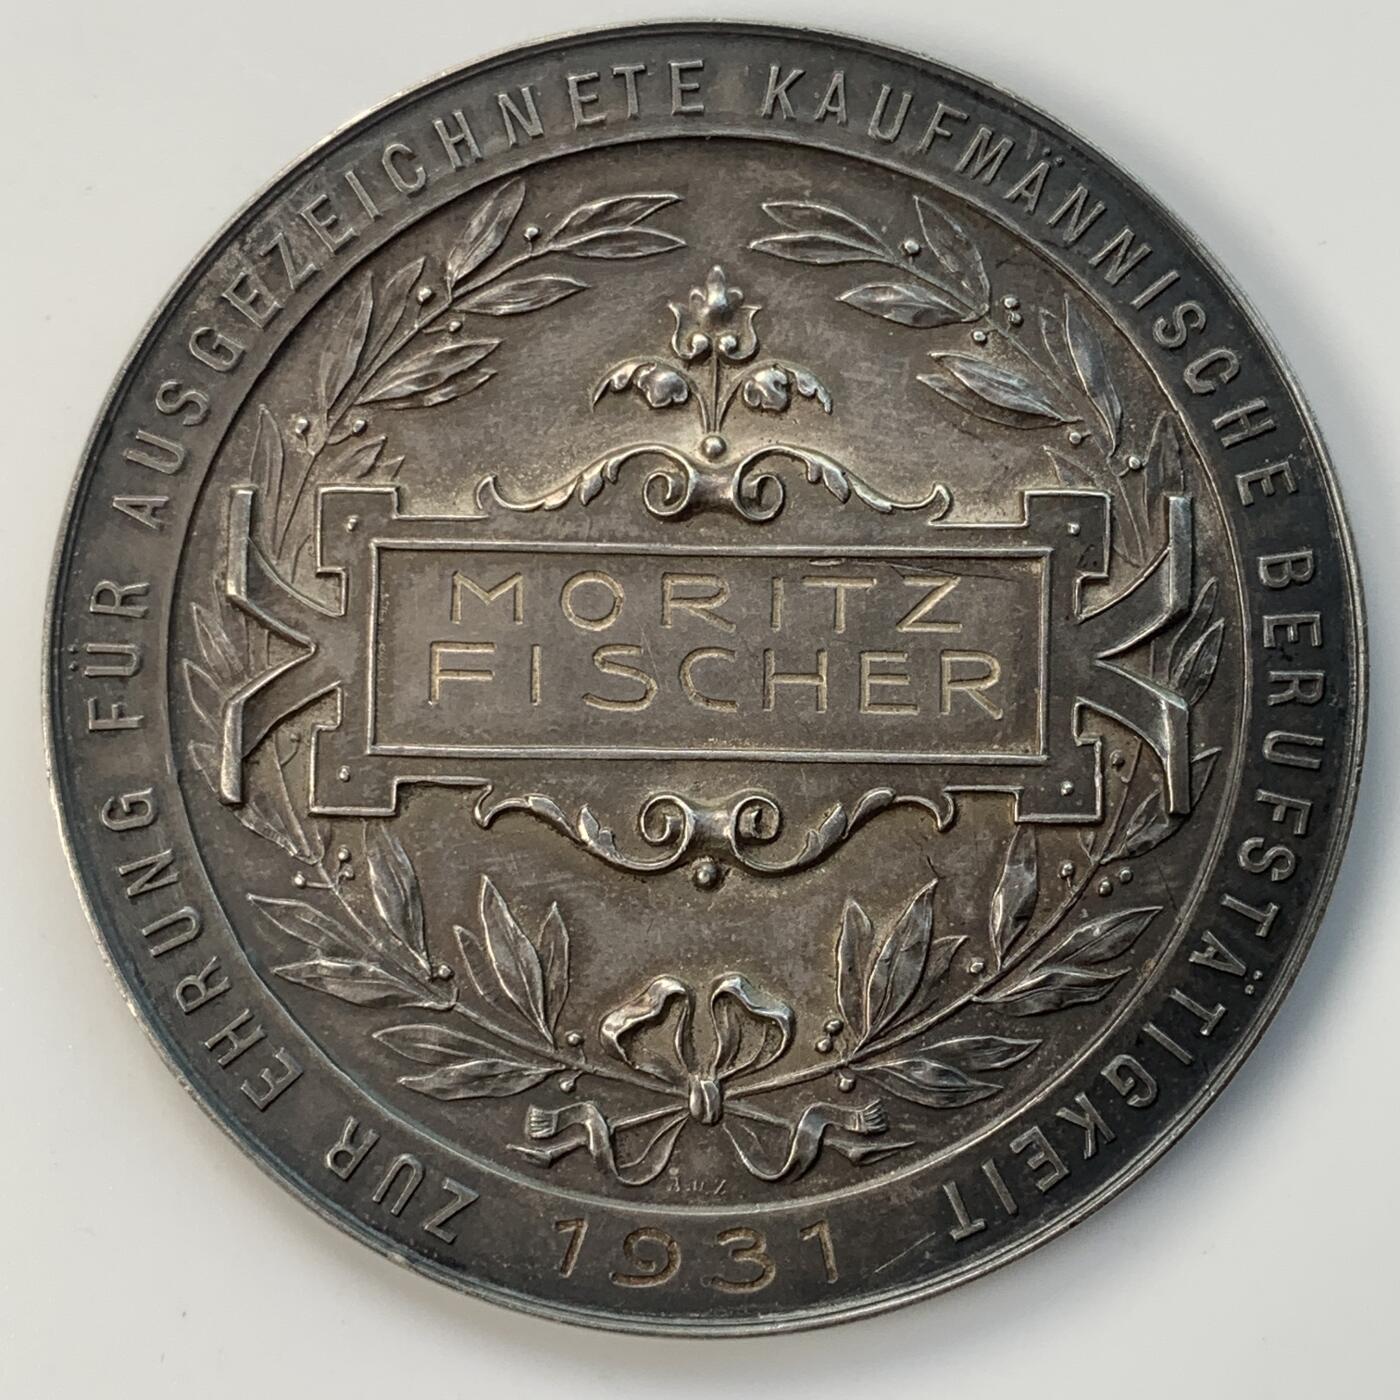 ZUR EHRUNG FÜR AUSGEZEICHNETE KAUFMÄNNISCHE BERUFSTÄTIGKEIT
MORITZ
FISCHER
1931